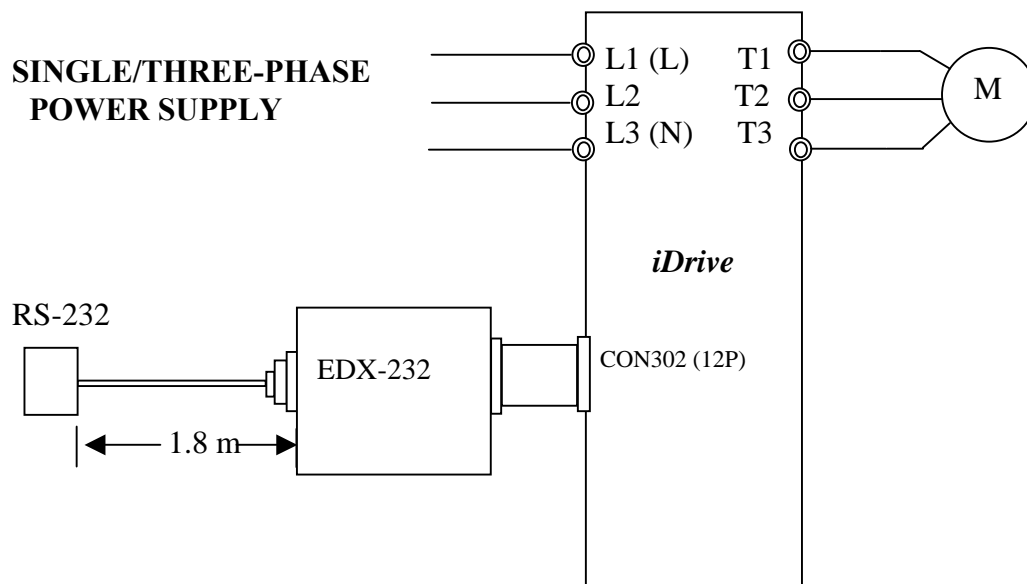 SINGLE/THREE-PHASE
POWER SUPPLY
L1 (L)
T1
L2
T2
L3 (N)
T3
M
iDrive
RS-232
EDX-232
CON302 (12P)
1.8 m